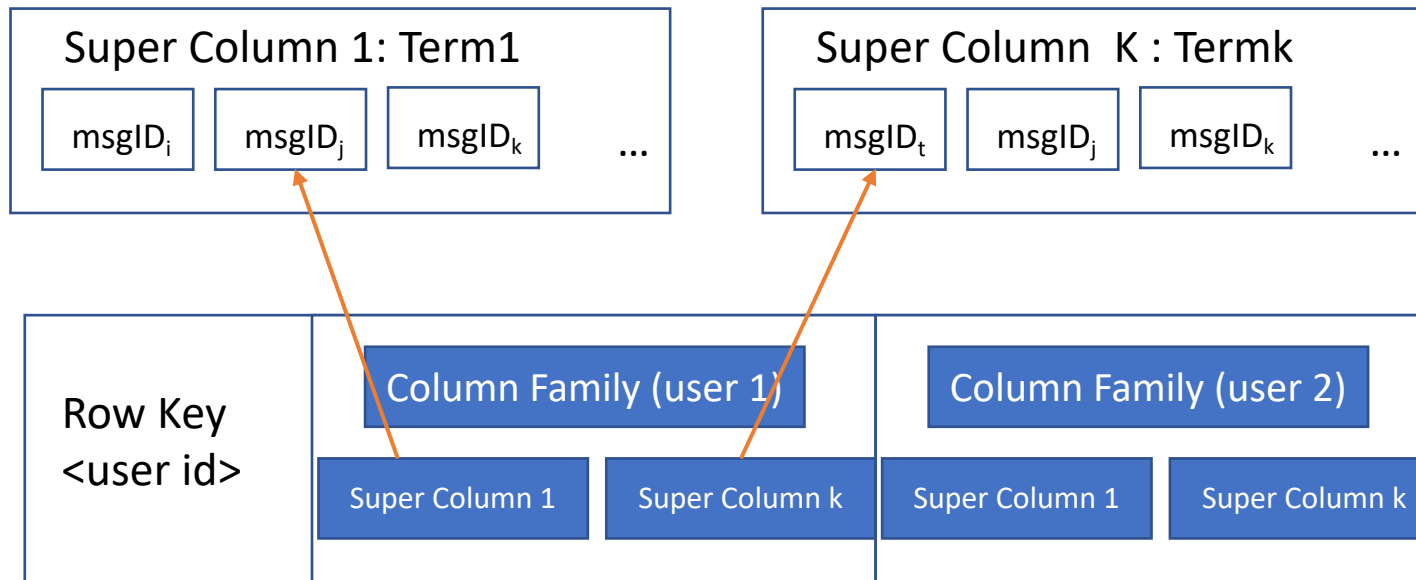 Super Column 1: Term1
Super Column K : Termk
msgIDi
msgIDj
msgIDk
...
msgIDt
msgIDj
msgIDk
...
Row Key
<user id>
Column Family (user 1)
Column Family (user 2)
Super Column 1
Super Column k
Super Column 1
Super Column k